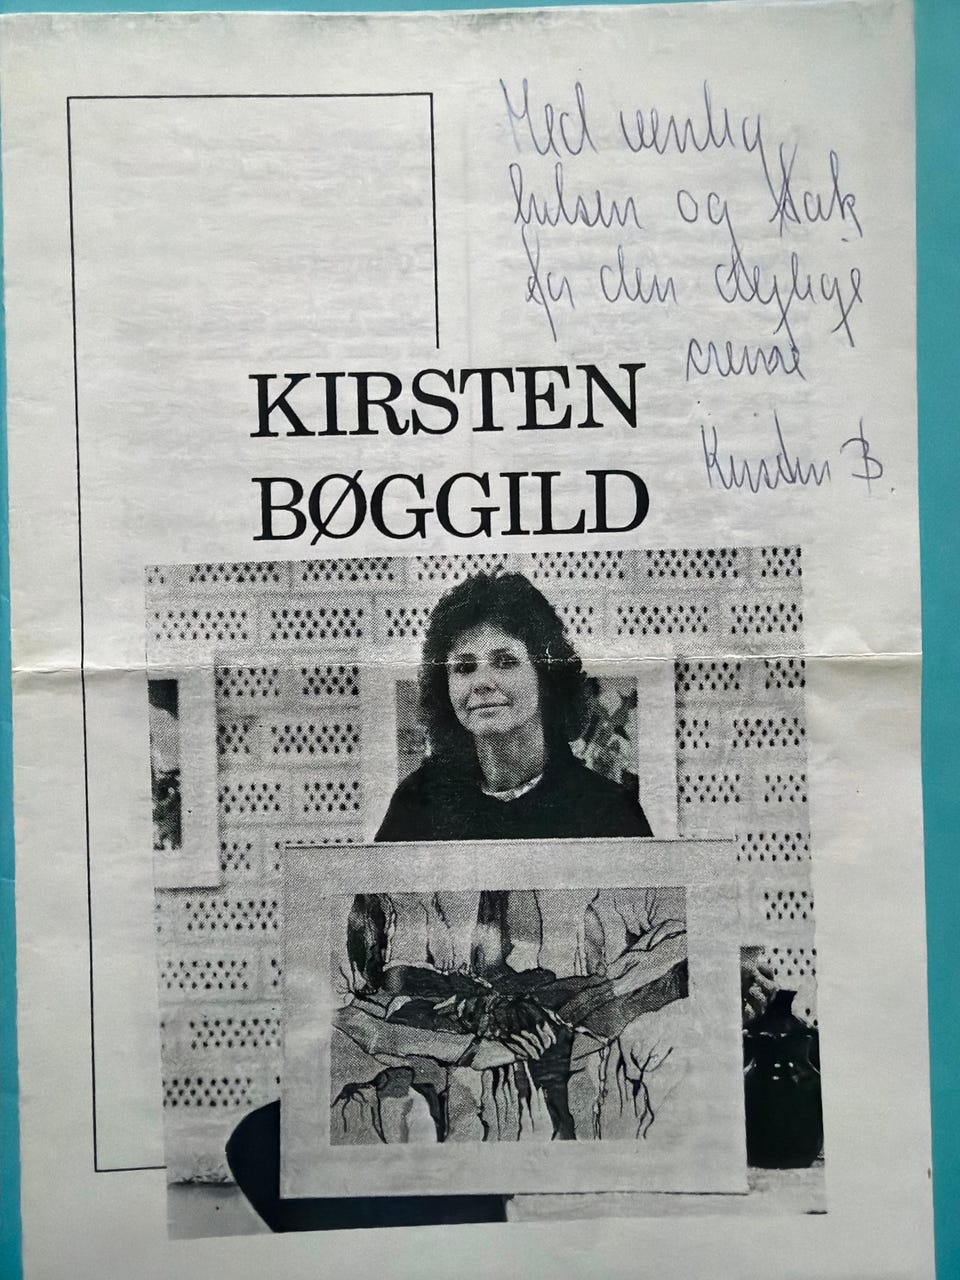 Med venlig
hilsen og tak
for den dejlige
KIRSTEN
BØGGILD
Kirsten B.